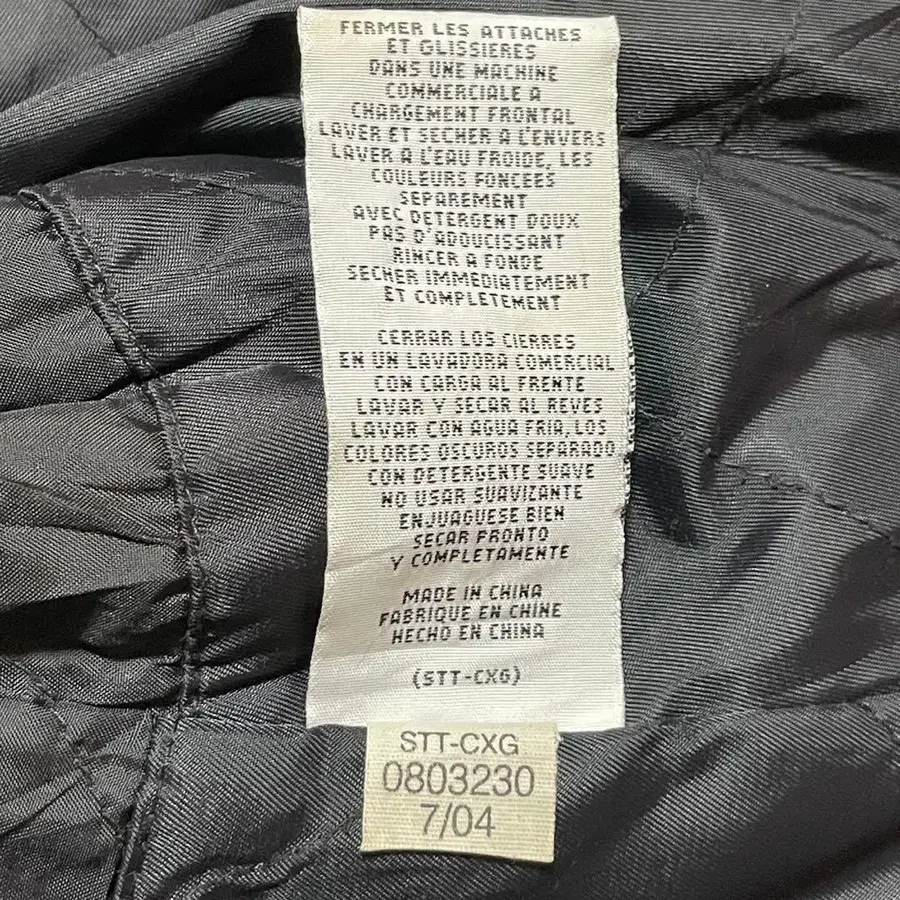 FERMER LES ATTACHES
ET GLISSIERES
DANS UNE MACHINE
COMMERCIALE A
CHARGEMENT FRONTAL
LAVER ET SECHER A L'ENVERS
LAVER A L'EAU FROIDE, LES
COULEURS FONCEES
SEPAREMENT
AVEC DETERGENT DOUX
PAS D'ADOUCISSANT
RINCER A FONDE
SECHER IMMEDIATEMENT
ET COMPLETEMENT
CERRAR LOS CIERRES
EN UN LAVADORA COMERCIAL
CON CARGA AL FRENTE
LAVAR Y SECAR AL REVES
LAVAR CON AGUA FRIA, LOS
COLORES OSCUROS SEPARADO
CON DETERGENTE SUAVE
NO USAR SUAVIZANTE
ENJUAGUESE BIEN
SECAR PRONTO
Y COMPLETAMENTE
MADE IN CHINA
FABRIQUE EN CHINE
HECHO EN CHINA
(STT-CXG)
STT-CXG
0803230
7/04